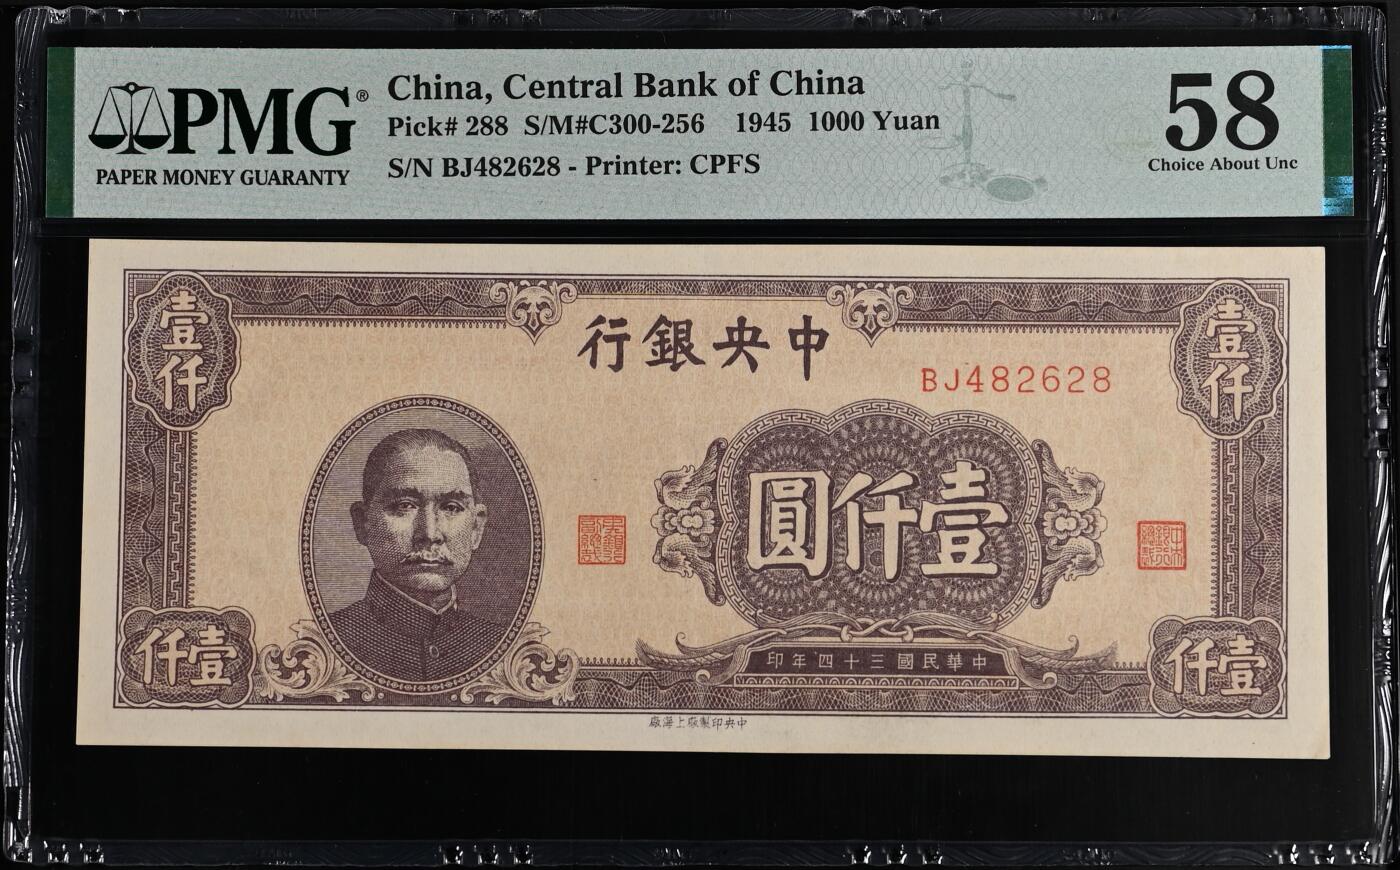 PMG®
PAPER MONEY GUARANTY
China, Central Bank of China
Pick# 288 S/M#C300-256 1945 1000 Yuan
S/N BJ482628 - Printer: CPFS
58
Choice About Unc
壹仟
壹仟
中央銀行
BJ482628
壹仟圓
中華民國三十四年印
壹仟
壹仟
中央印製廠上海廠